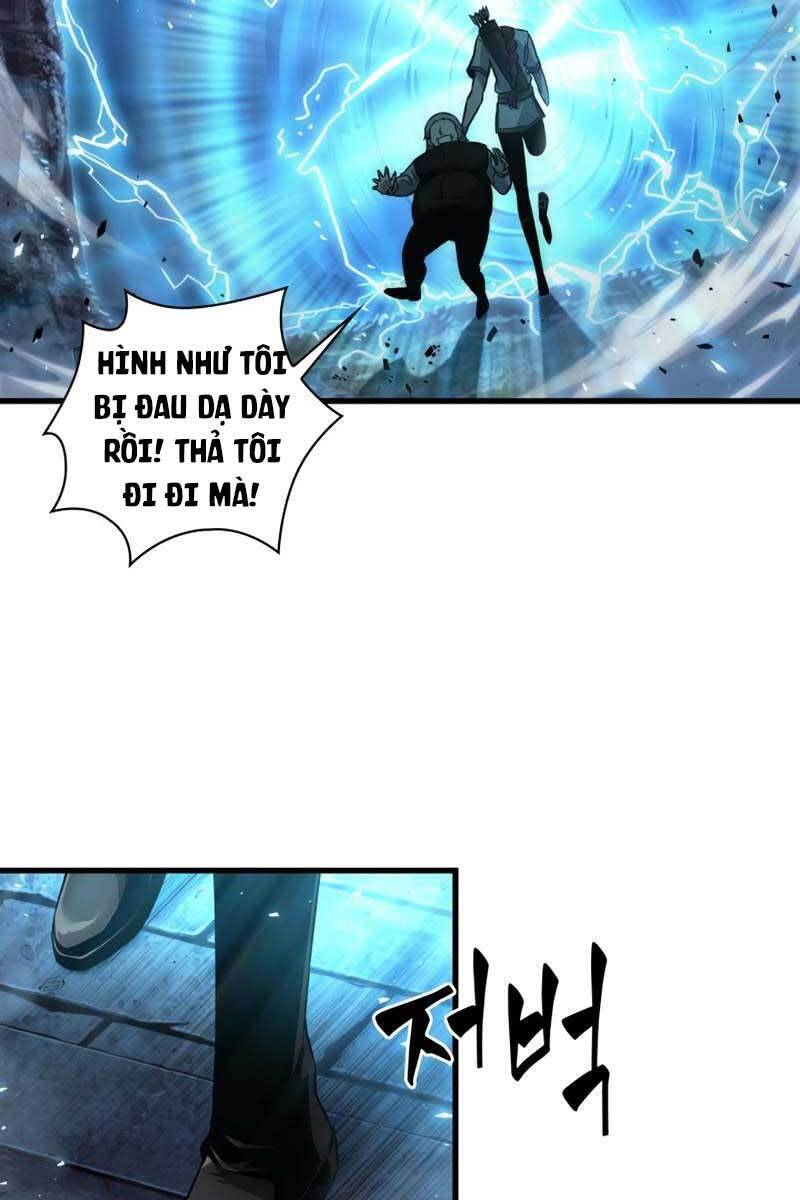 HÌNH NHƯ TÔI
BỊ ĐAU DẠ DÀY
RỒI! THẢ TÔI
ĐI ĐI MÀ!
저벅